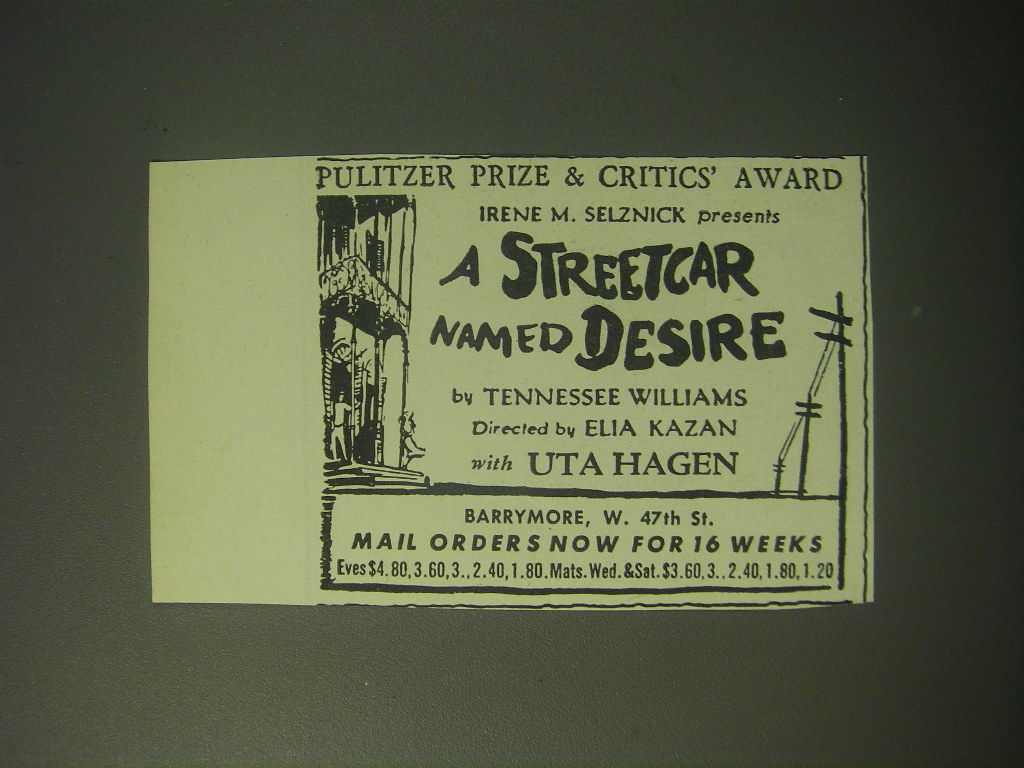 PULITZER PRIZE & CRITICS' AWARD
IRENE M. SELZNICK presents
A STREETCAR
NAMED DESIRE
by TENNESSEE WILLIAMS
Directed by ELIA KAZAN
with UTA HAGEN
BARRYMORE, W. 47th St.
MAIL ORDERS NOW FOR 16 WEEKS
Eves $4.80, 3.60, 3., 2.40, 1.80. Mats. Wed. & Sat. $3.60, 3., 2.40, 1.80, 1.20